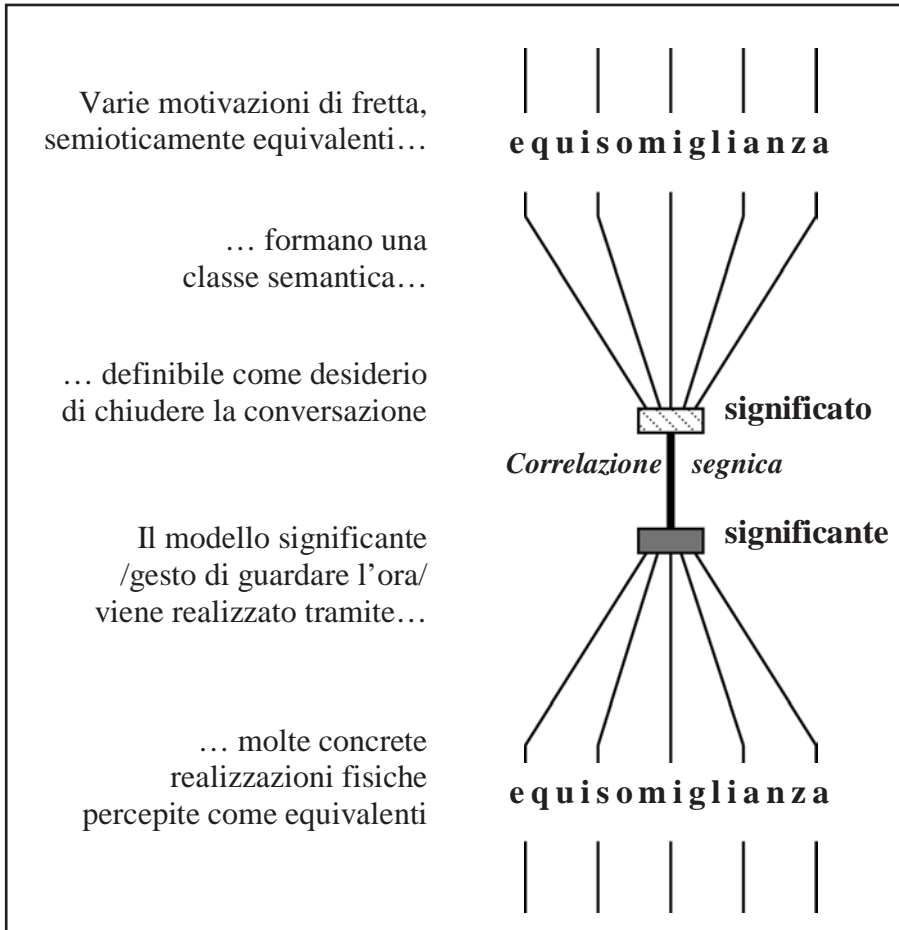 Varie motivazioni di fretta,
semioticamente equivalenti…
equisomiglianza
… formano una
classe semantica…
… definibile come desiderio
di chiudere la conversazione
significato
Correlazione segnica
significante
Il modello significante
/gesto di guardare l’ora/
viene realizzato tramite…
… molte concrete
realizzazioni fisiche
percepite come equivalenti
equisomiglianza